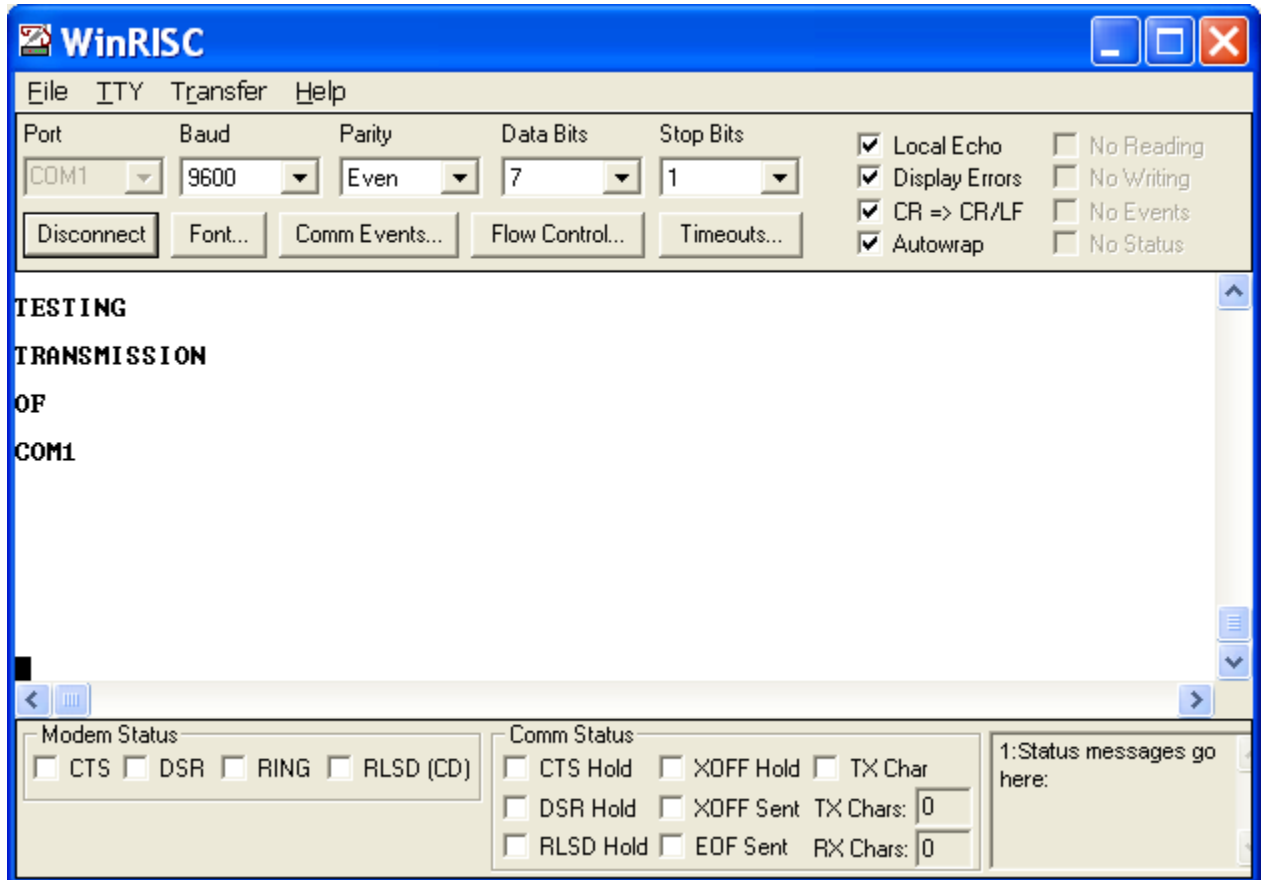 WinRISC
File TTY Transfer Help
Port Baud Parity Data Bits Stop Bits
COM1 9600 Even 7 1
Disconnect Font... Comm Events... Flow Control... Timeouts...
Local Echo No Reading
Display Errors No Writing
CR => CR/LF No Events
Autowrap No Status
TESTING
TRANSMISSION
OF
COM1
Modem Status
CTS DSR RING RLSD (CD)
Comm Status
CTS Hold XOFF Hold TX Char
DSR Hold XOFF Sent TX Chars: 0
RLSD Hold EOF Sent RX Chars: 0
1:Status messages go
here: